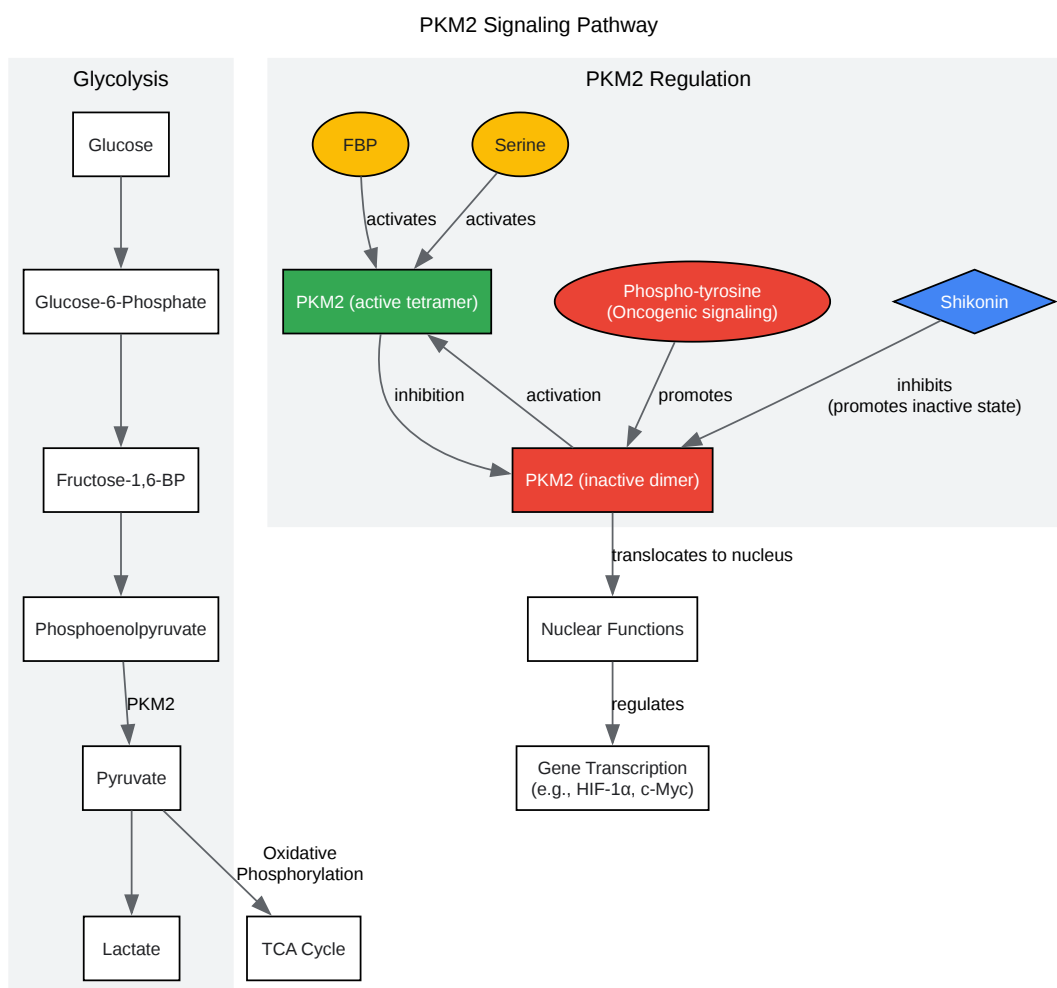 PKM2 Signaling Pathway
Glycolysis
Glucose
Glucose-6-Phosphate
Fructose-1,6-BP
Phosphoenolpyruvate
PKM2
Pyruvate
Oxidative
Phosphorylation
Lactate
TCA Cycle
PKM2 Regulation
FBP
Serine
activates
activates
PKM2 (active tetramer)
Phospho-tyrosine
(Oncogenic signaling)
Shikonin
inhibition
activation
promotes
inhibits
(promotes inactive state)
PKM2 (inactive dimer)
translocates to nucleus
Nuclear Functions
regulates
Gene Transcription
(e.g., HIF-1α, c-Myc)